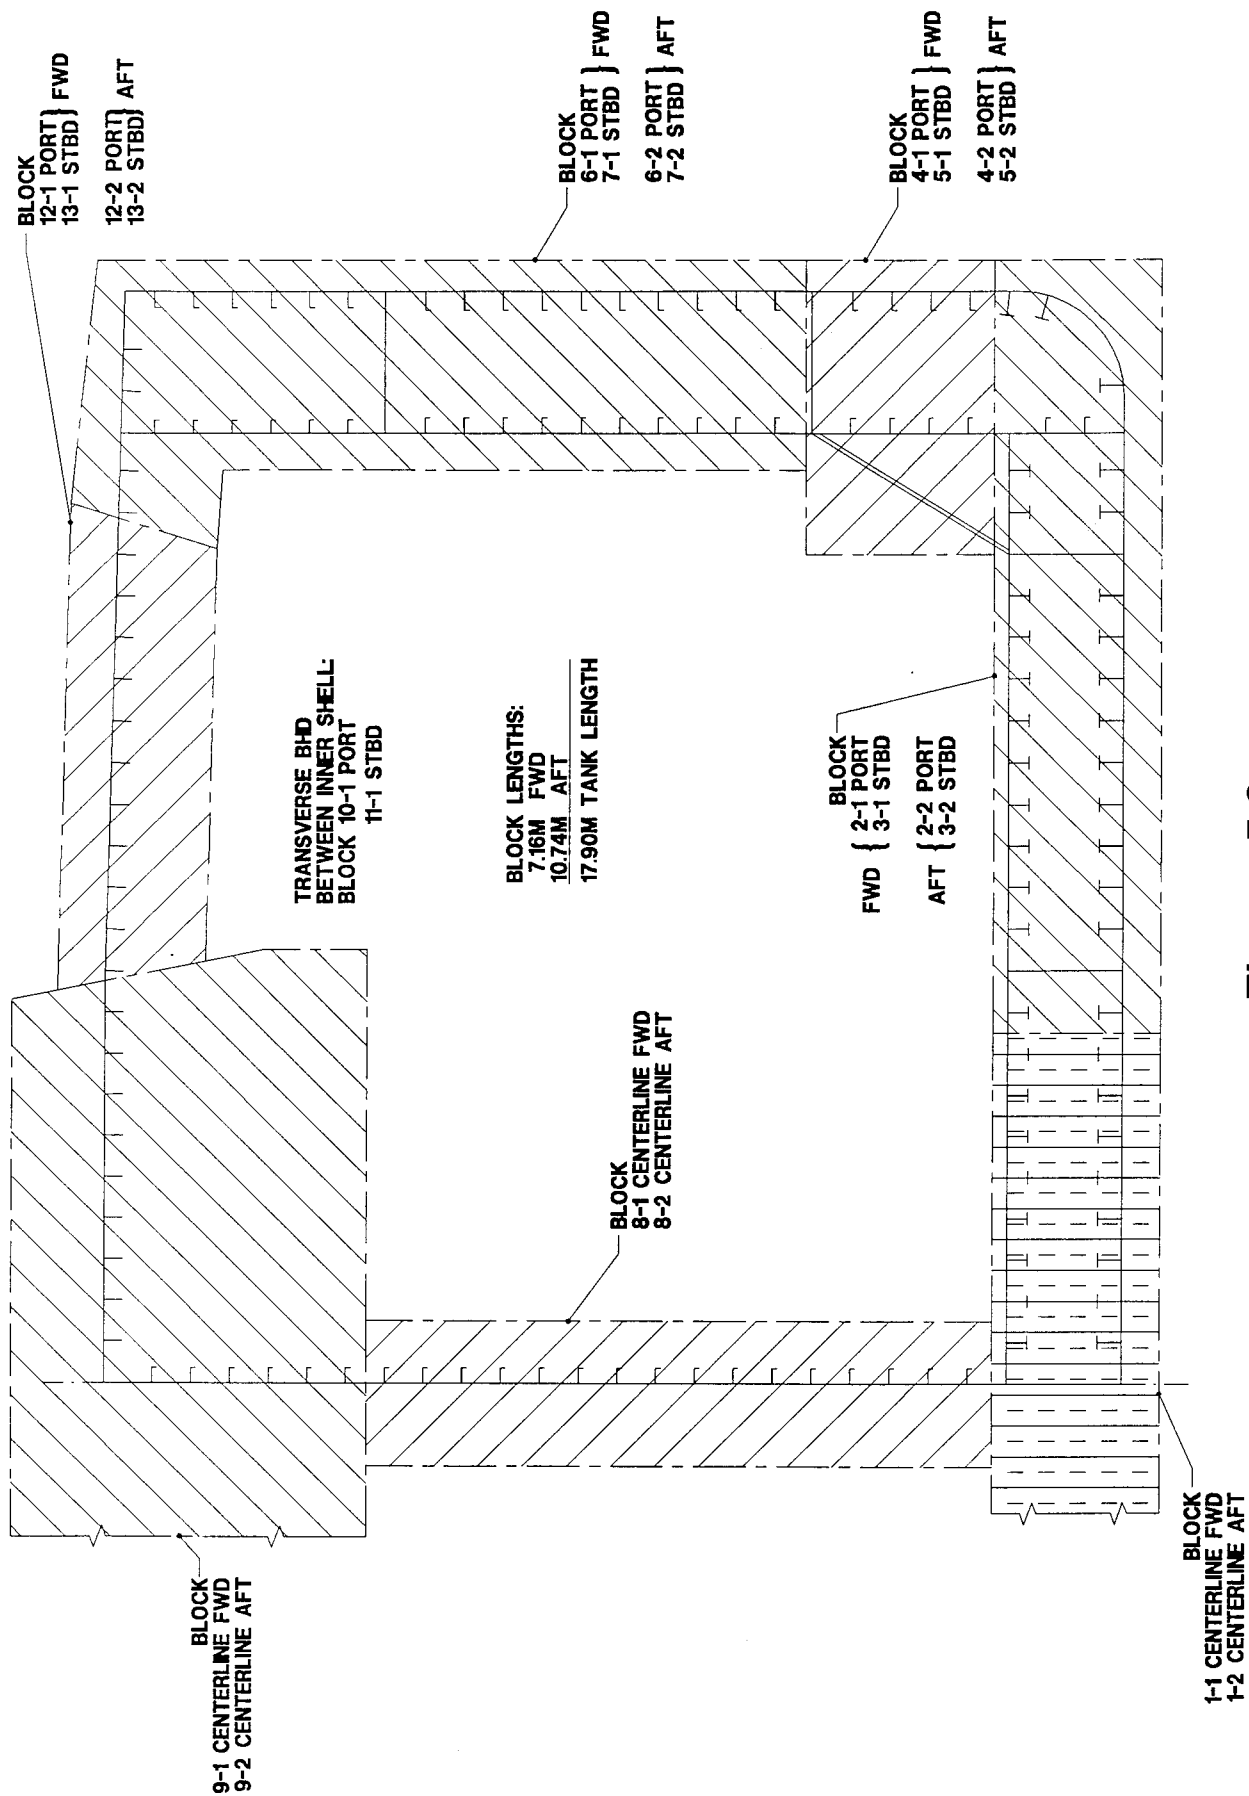 BLOCK
12-1 PORT } FWD
13-1 STBD
12-2 PORT } AFT
13-2 STBD
BLOCK
6-1 PORT } FWD
7-1 STBD
6-2 PORT } AFT
7-2 STBD
BLOCK
4-1 PORT } FWD
5-1 STBD
4-2 PORT } AFT
5-2 STBD
TRANSVERSE BHD
BETWEEN INNER SHELL:
BLOCK 10-1 PORT
11-1 STBD
BLOCK LENGTHS:
7.16M FWD
10.74M AFT
17.90M TANK LENGTH
BLOCK
FWD { 2-1 PORT
3-1 STBD
AFT { 2-2 PORT
3-2 STBD
BLOCK
8-1 CENTERLINE FWD
8-2 CENTERLINE AFT
BLOCK
9-1 CENTERLINE FWD
9-2 CENTERLINE AFT
BLOCK
1-1 CENTERLINE FWD
1-2 CENTERLINE AFT